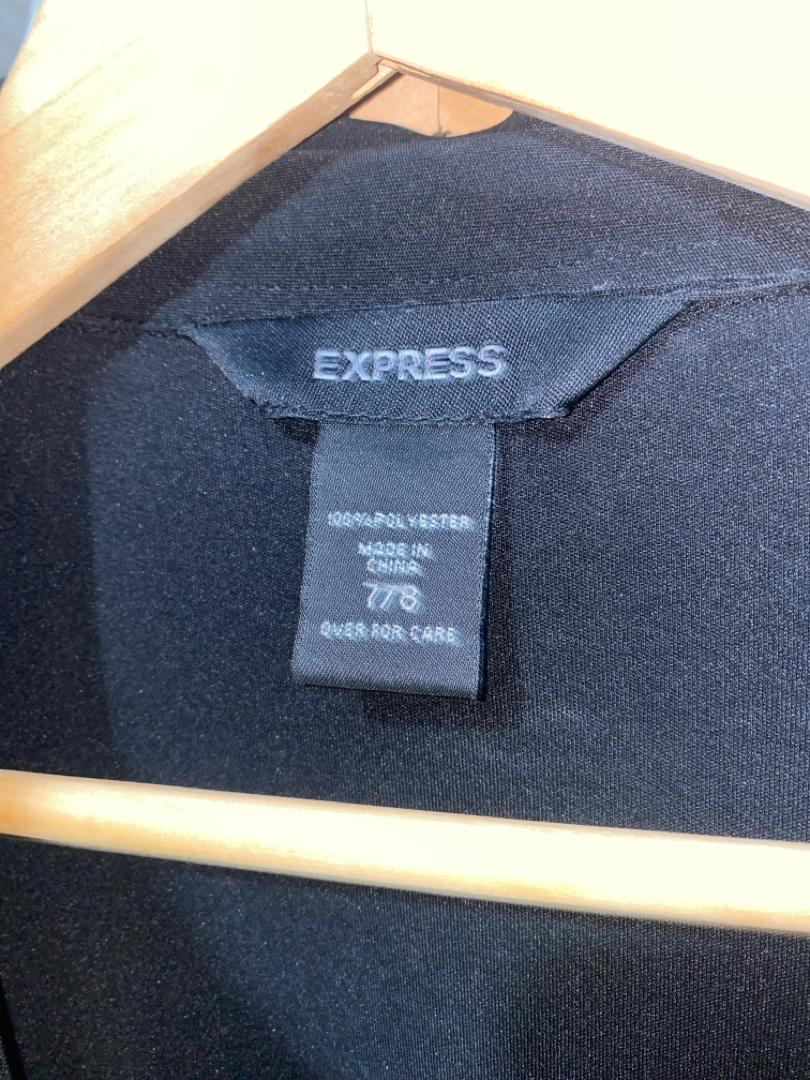 EXPRESS
100% POLYESTER
MADE IN
CHINA
7/8
OVER FOR CARE